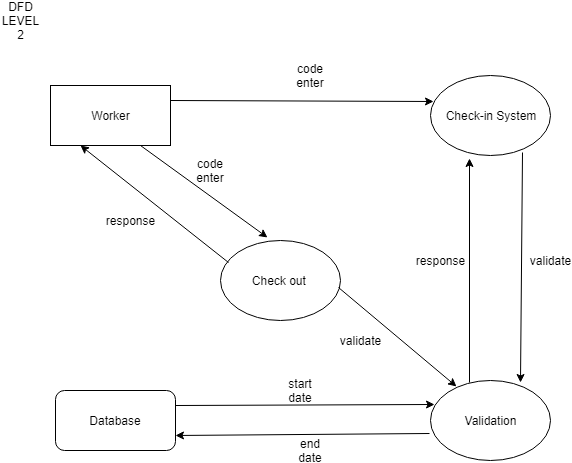 DFD
LEVEL
2
code
enter
Worker
Check-in System
code
enter
response
response
validate
Check out
validate
start
date
Database
Validation
end
date